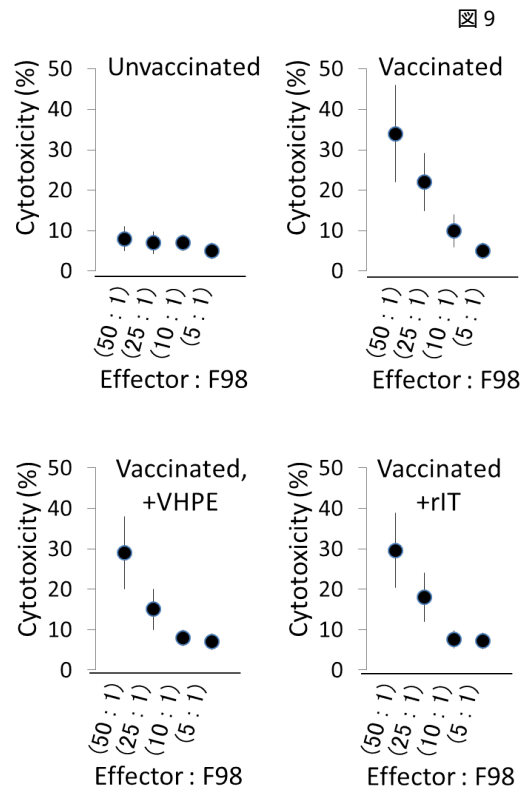 図9
Unvaccinated
Cytotoxicity (%)
50
40
30
20
10
0
(50 : 1)
(25 : 1)
(10 : 1)
(5 : 1)
Effector : F98
Vaccinated
Cytotoxicity (%)
50
40
30
20
10
0
(50 : 1)
(25 : 1)
(10 : 1)
(5 : 1)
Effector : F98
Vaccinated,
+VHPE
Cytotoxicity (%)
50
40
30
20
10
0
(50 : 1)
(25 : 1)
(10 : 1)
(5 : 1)
Effector : F98
Vaccinated
+rIT
Cytotoxicity (%)
50
40
30
20
10
0
(50 : 1)
(25 : 1)
(10 : 1)
(5 : 1)
Effector : F98